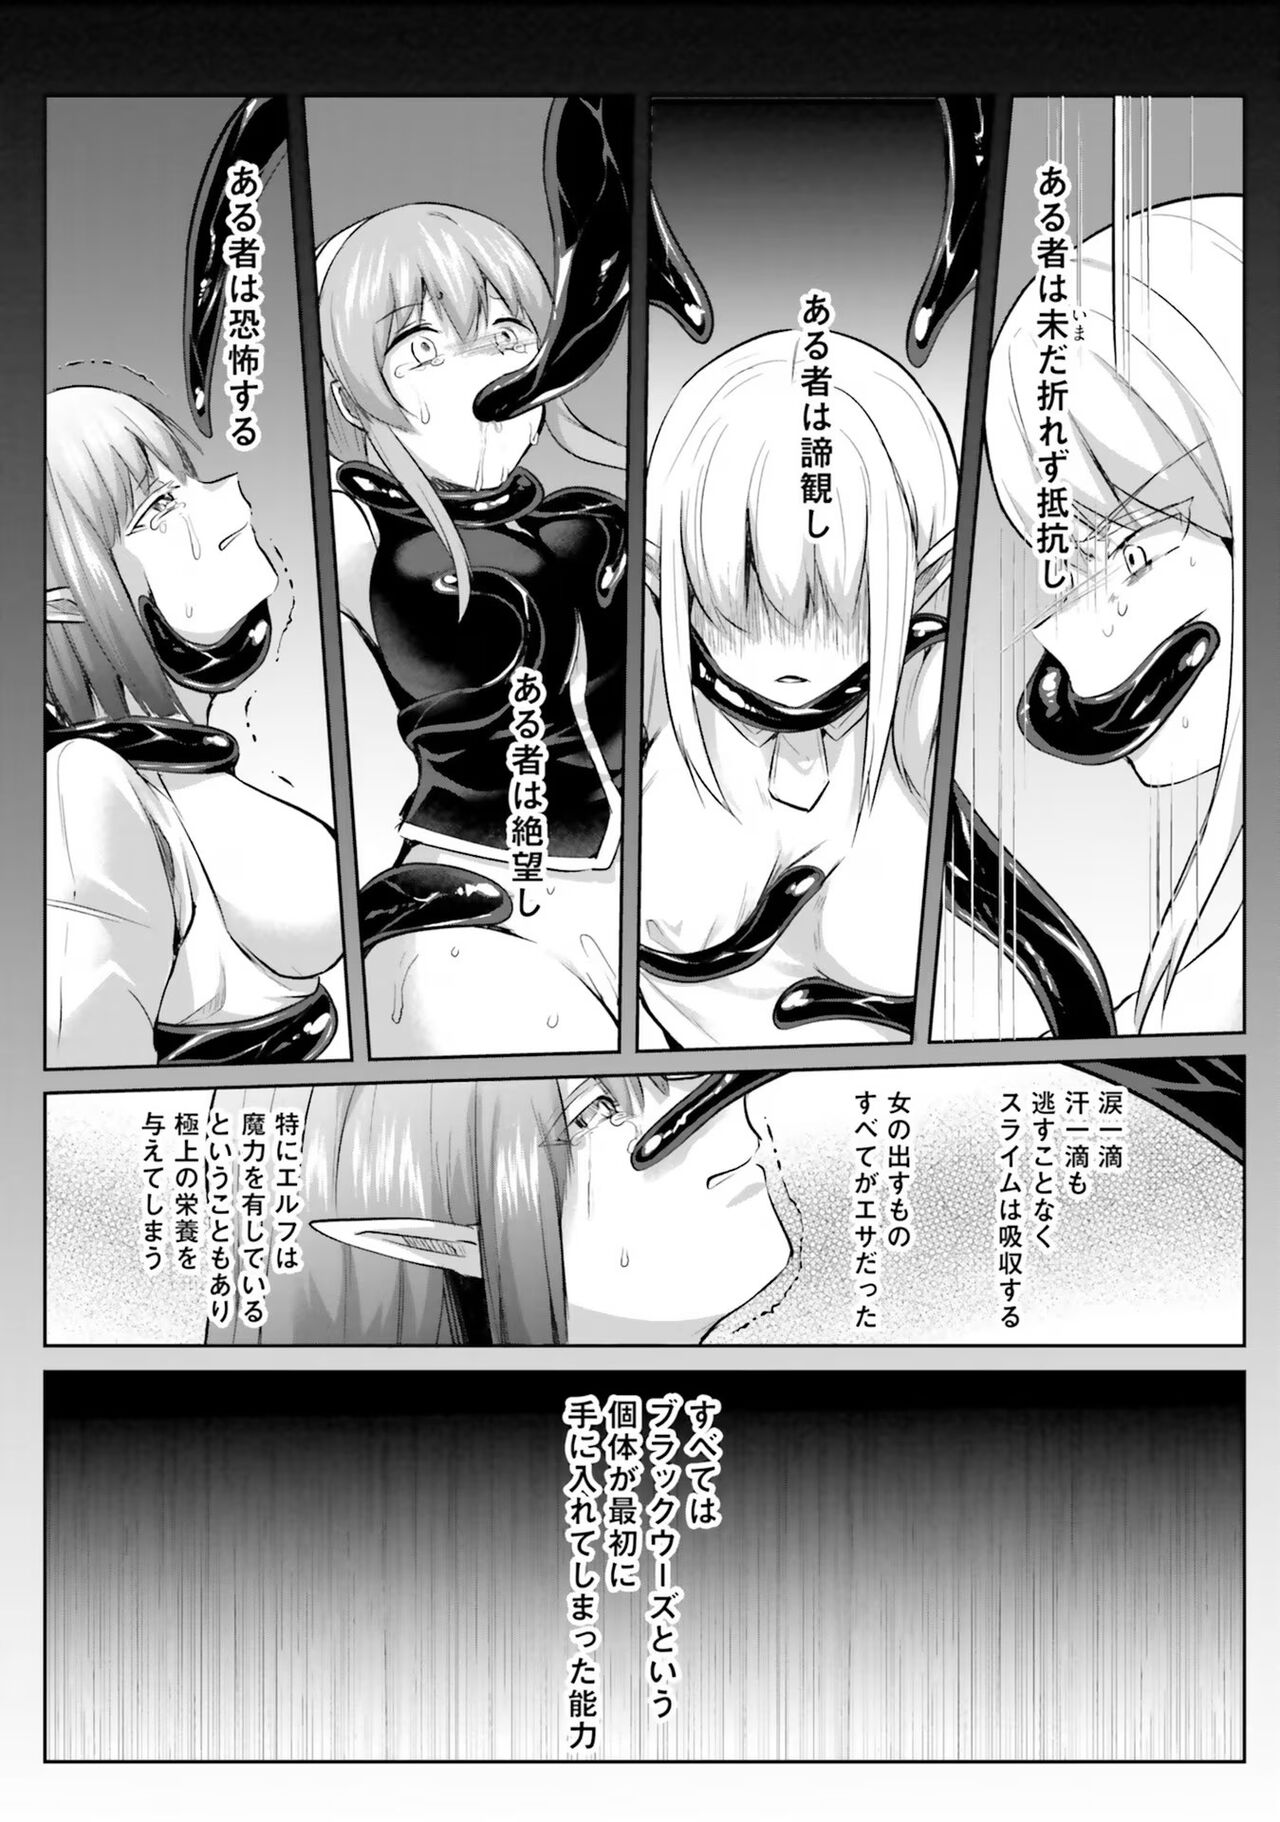 ある者は未だ折れず抵抗し
いま
ある者は諦観し
ある者は絶望し
ある者は恐怖する
涙一滴
汗一滴も
逃すことなく
スライムは吸収する
女の出すもの
すべてがエサだった
特にエルフは
魔力を有している
ということもあり
極上の栄養を
与えてしまう
すべては
ブラックウーズという
個体が最初に
手に入れてしまった能力